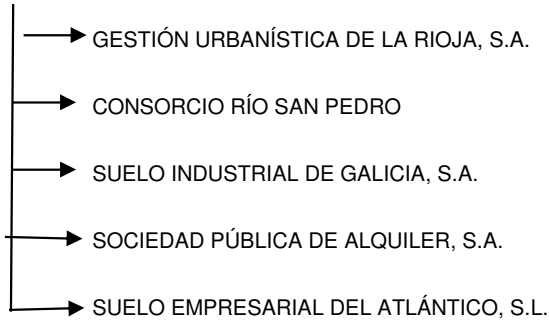 GESTIÓN URBANÍSTICA DE LA RIOJA, S.A.
CONSORCIO RÍO SAN PEDRO
SUELO INDUSTRIAL DE GALICIA, S.A.
SOCIEDAD PÚBLICA DE ALQUILER, S.A.
SUELO EMPRESARIAL DEL ATLÁNTICO, S.L.